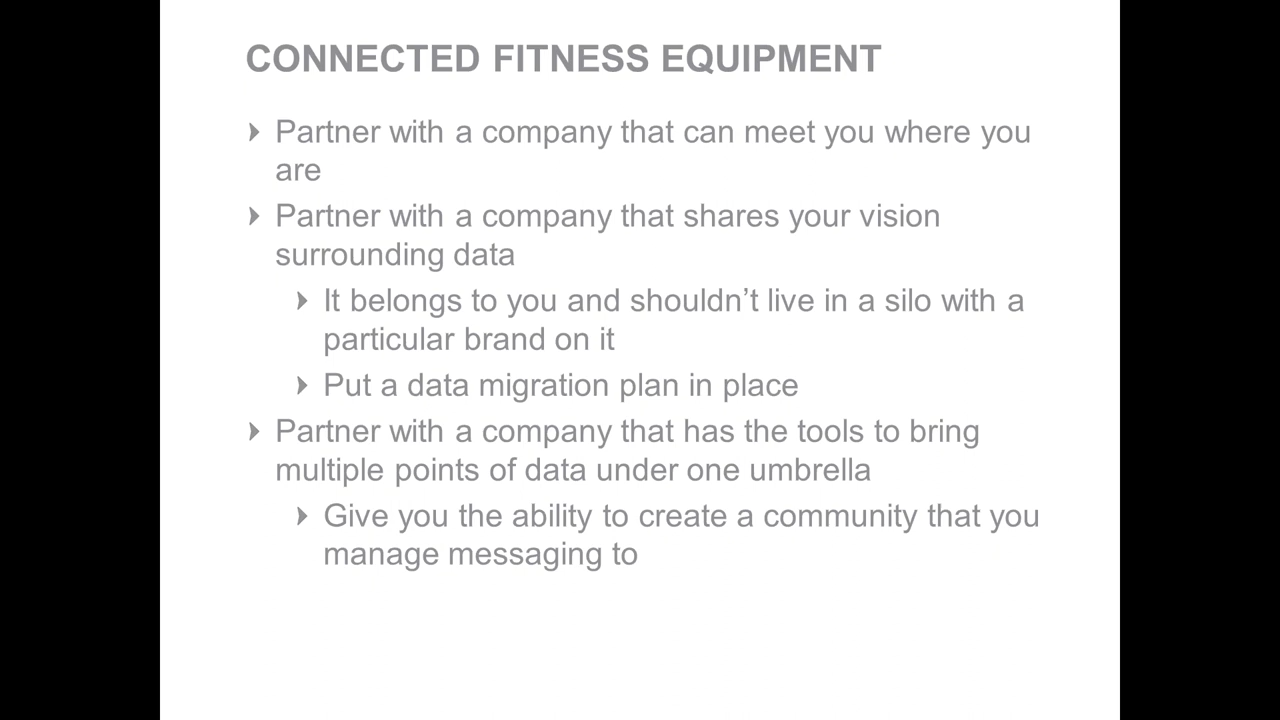 CONNECTED FITNESS EQUIPMENT
Partner with a company that can meet you where you
are
Partner with a company that shares your vision
surrounding data
It belongs to you and shouldn’t live in a silo with a
particular brand on it
Put a data migration plan in place
Partner with a company that has the tools to bring
multiple points of data under one umbrella
Give you the ability to create a community that you
manage messaging to